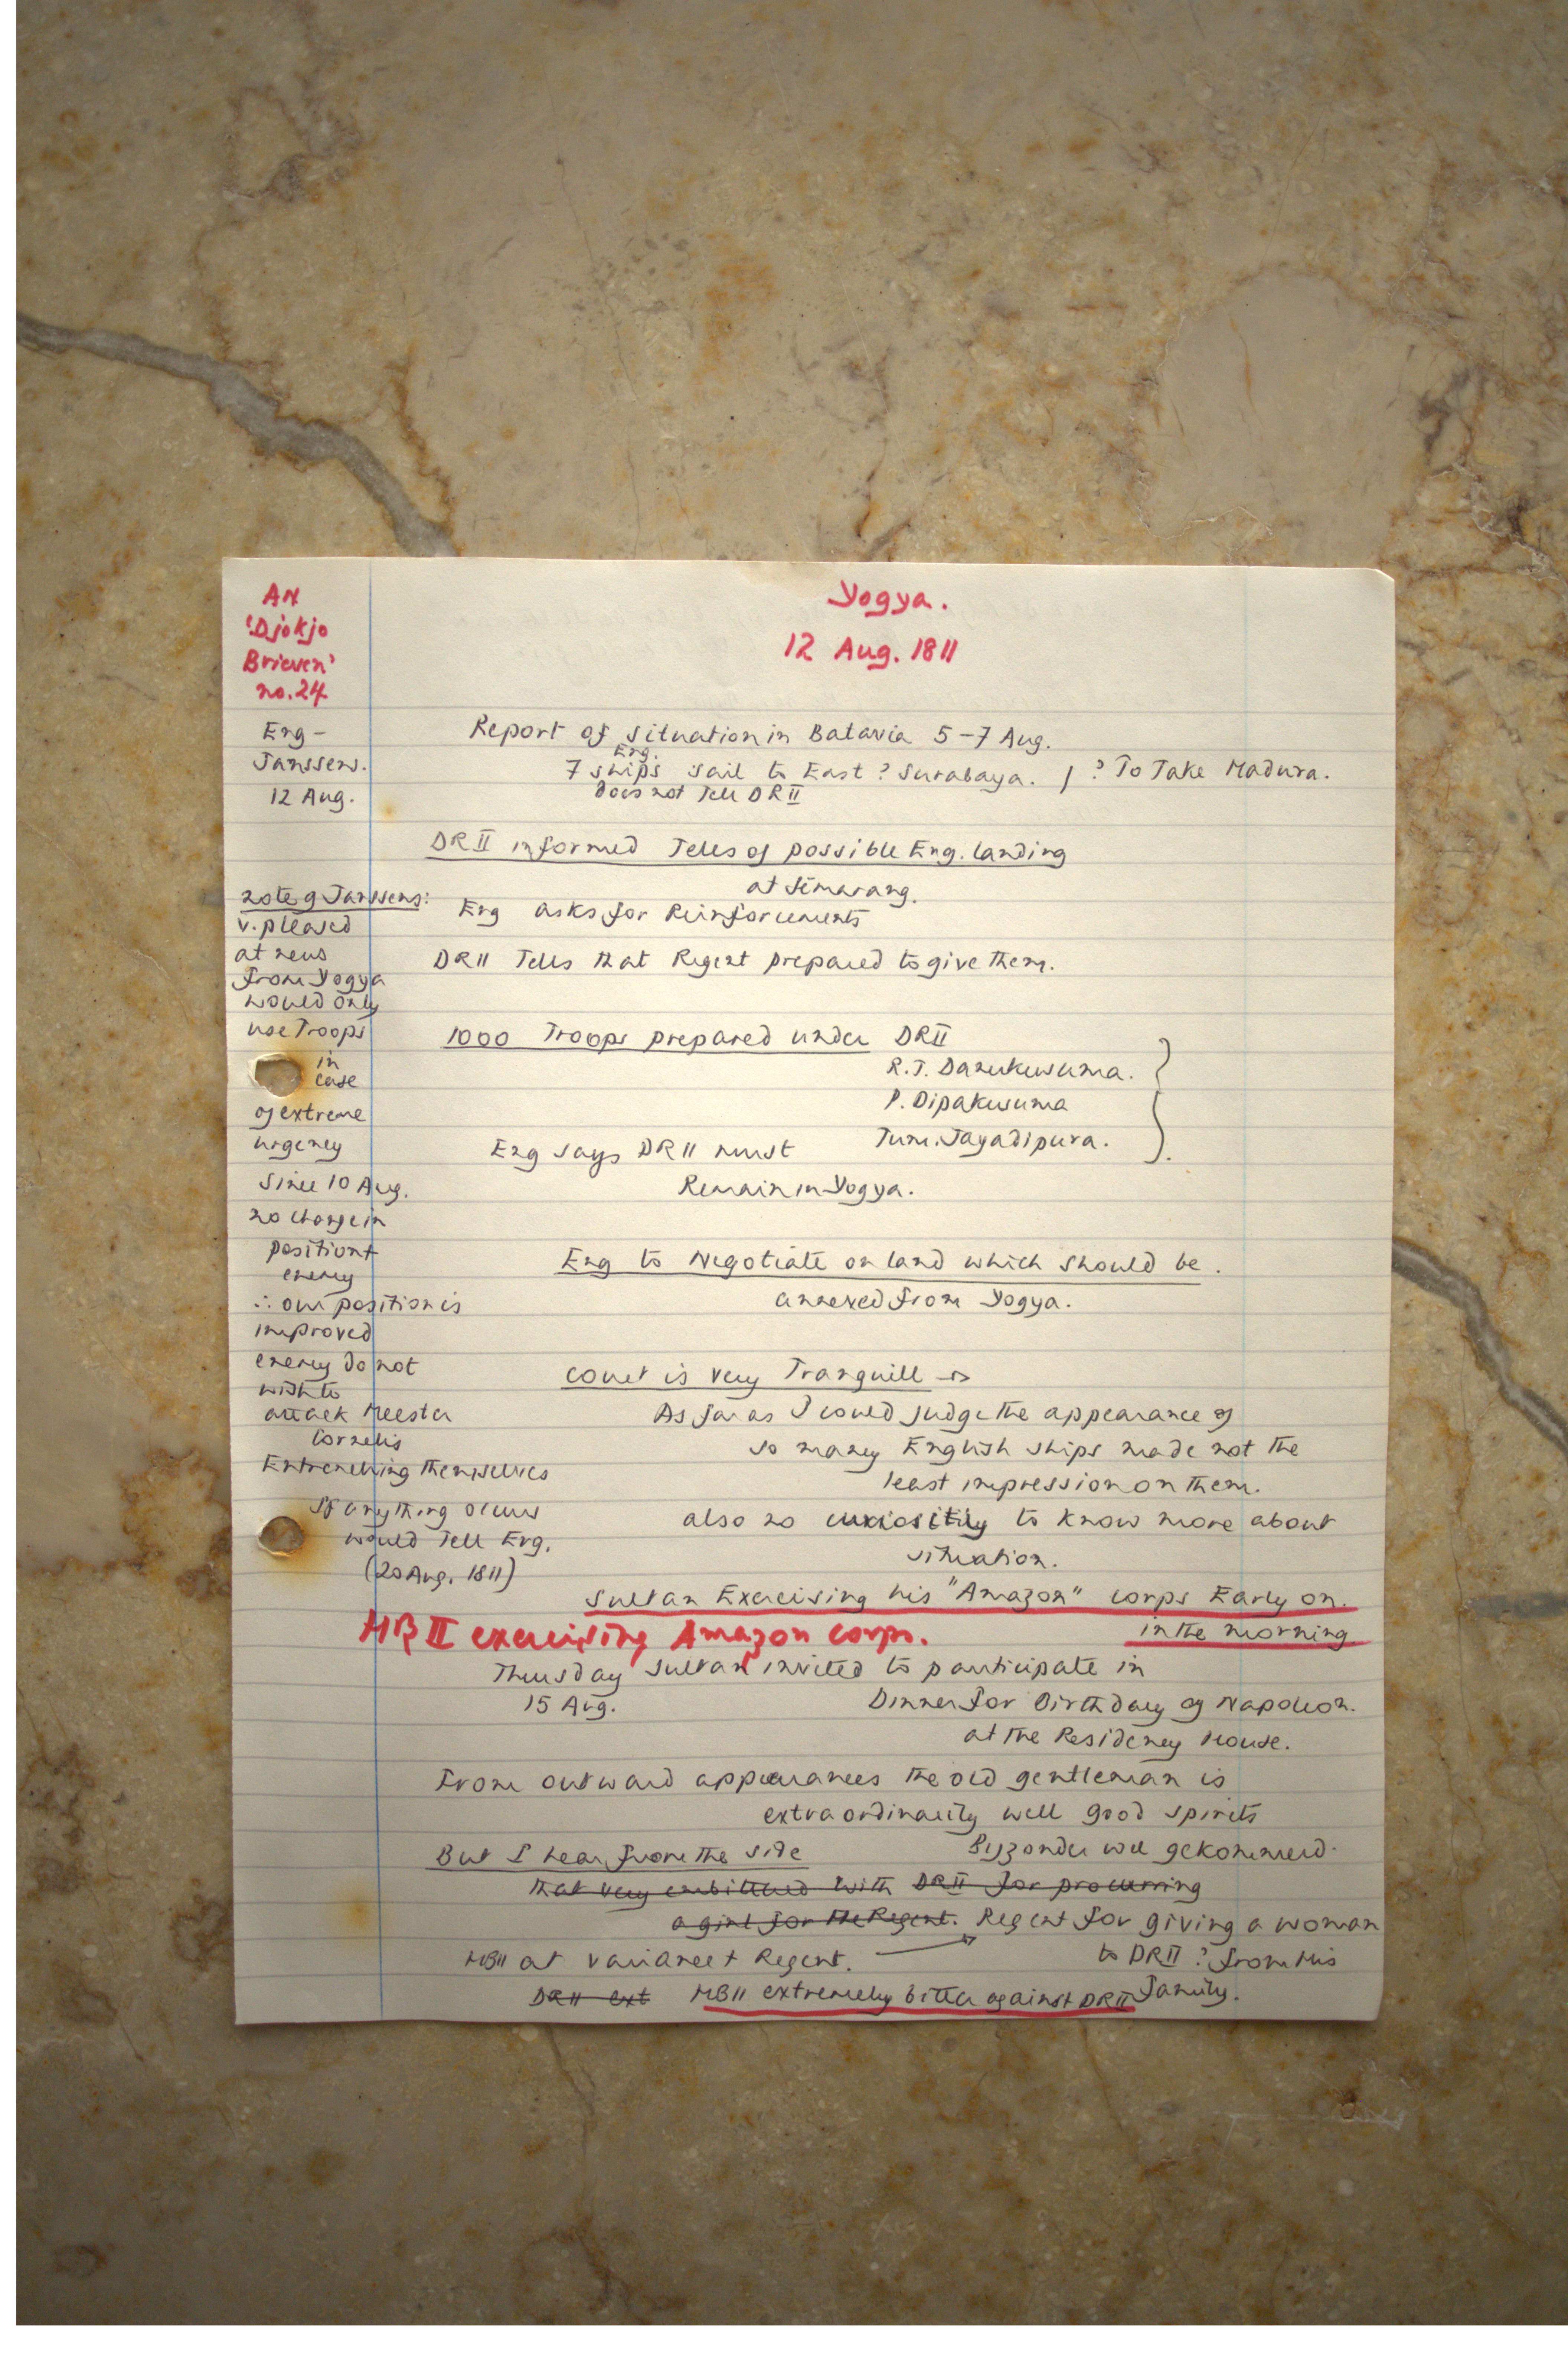 AN
'Djokjo
Brieven'
no. 24
Yogya.
12 Aug. 1811
Eng -
Janssens.
12 Aug.
Report of situation in Batavia 5-7 Aug.
Eng.
7 ships sail to East ? Surabaya. / ? To Take Madura.
does not Tell DR II
DR II informed Tells of possible Eng. landing
at Semarang.
Eng asks for Reinforcements
DR II Tells that Regent prepared to give them.
1000 Troops prepared under DR II
R.T. Danukusuma.
P. Dipakusuma
Tum. Jayadipura.
Eng says DR II must
Remain in Yogya.
note of Janssens:
v. pleased
at news
from Yogya
would only
use Troops
in
case
of extreme
urgency
Since 10 Aug.
no change in
position +
enemy
∴ our position is
improved
enemy do not
wish to
attack Meester
Cornelis
Entrenching themselves
If anything occurs
would Tell Eng.
(20 Aug. 1811)
Eng to Negotiate on land which should be.
annexed from Yogya.
Court is very Tranquill →
As far as I could judge the appearance of
so many English ships made not the
least impression on them.
also no curiositily to know more about
situation.
Sultan Exercising his "Amazon" corps Early on.
in the morning.
HB II exercising Amazon corps.
Thursday Sultan invited to participate in
15 Aug.
Dinner for Birthday of Napoleon.
at the Residency House.
From outward appearances the old gentleman is
extraordinarily well good spirits
But I hear from the side
Byzonder wel gekommerd.
that very embittered with DR II for procurring
a girl for the Regent. Regent for giving a woman
HB II at variance + Regent. →
to DR II ? from his
family.
DR II ext HB II extremely bitter against DR II